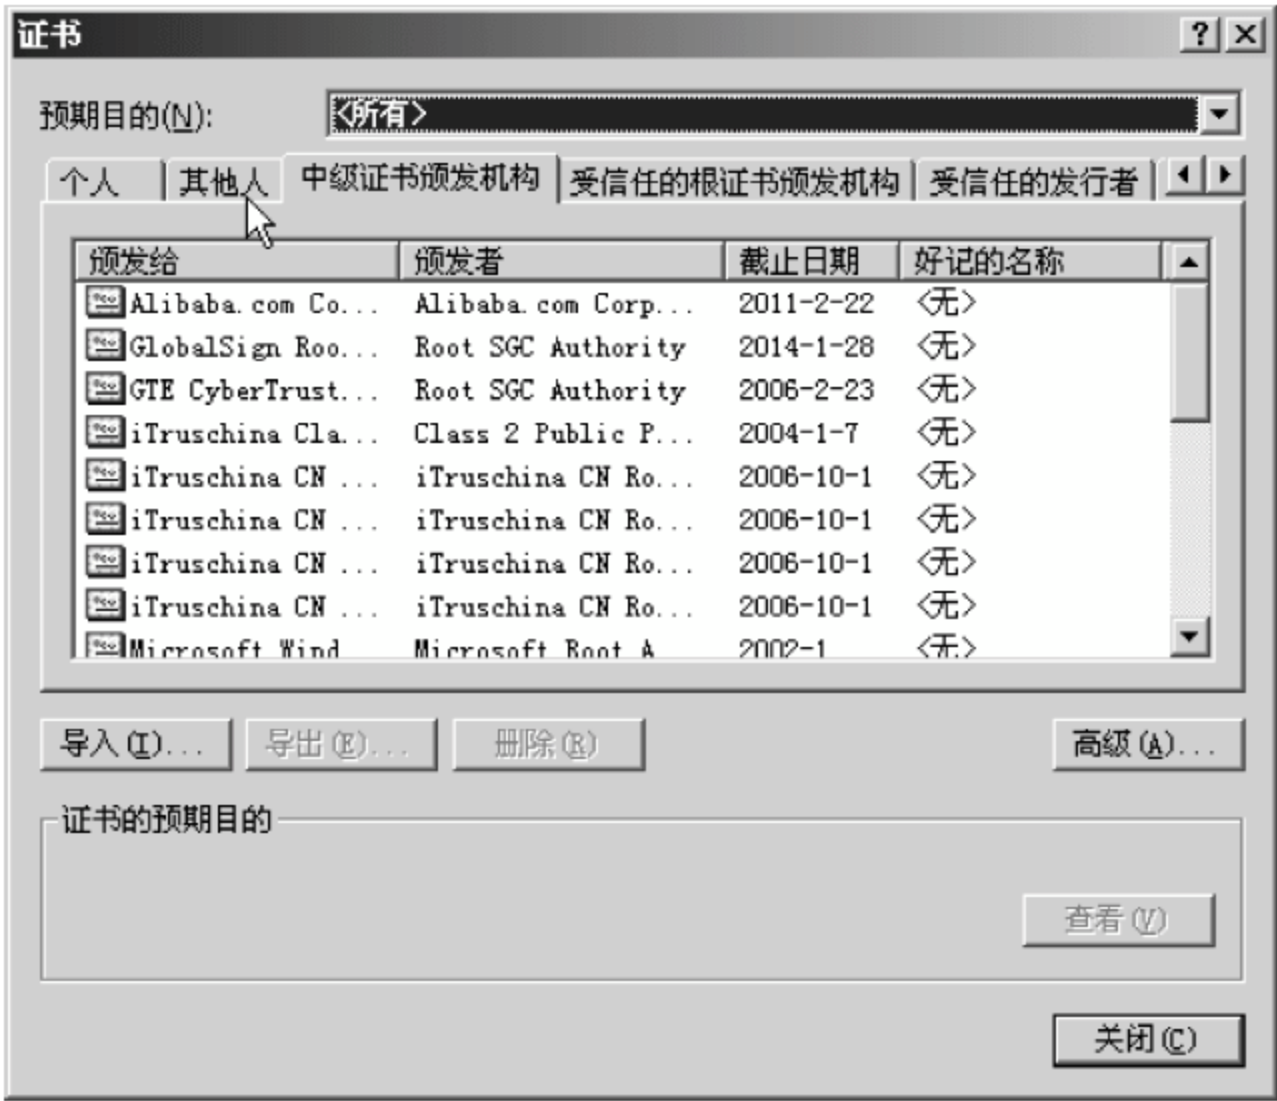 证书
预期目的(N): <所有>
个人 其他人 中级证书颁发机构 受信任的根证书颁发机构 受信任的发行者
颁发给 颁发者 截止日期 好记的名称
Alibaba.com Co... Alibaba.com Corp... 2011-2-22 <无>
GlobalSign Roo... Root SGC Authority 2014-1-28 <无>
GTE CyberTrust... Root SGC Authority 2006-2-23 <无>
iTruschina Cla... Class 2 Public P... 2004-1-7 <无>
iTruschina CN ... iTruschina CN Ro... 2006-10-1 <无>
iTruschina CN ... iTruschina CN Ro... 2006-10-1 <无>
iTruschina CN ... iTruschina CN Ro... 2006-10-1 <无>
iTruschina CN ... iTruschina CN Ro... 2006-10-1 <无>
Microsoft Wind Microsoft Root A 2002-1 <无>
导入(I)... 导出(E)... 删除(R) 高级(A)...
证书的预期目的
查看(V)
关闭(C)